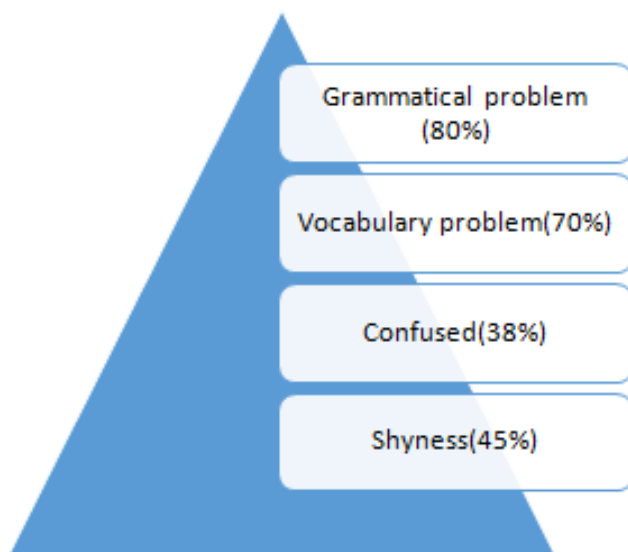 Grammatical problem
(80%)
Vocabulary problem(70%)
Confused(38%)
Shyness(45%)